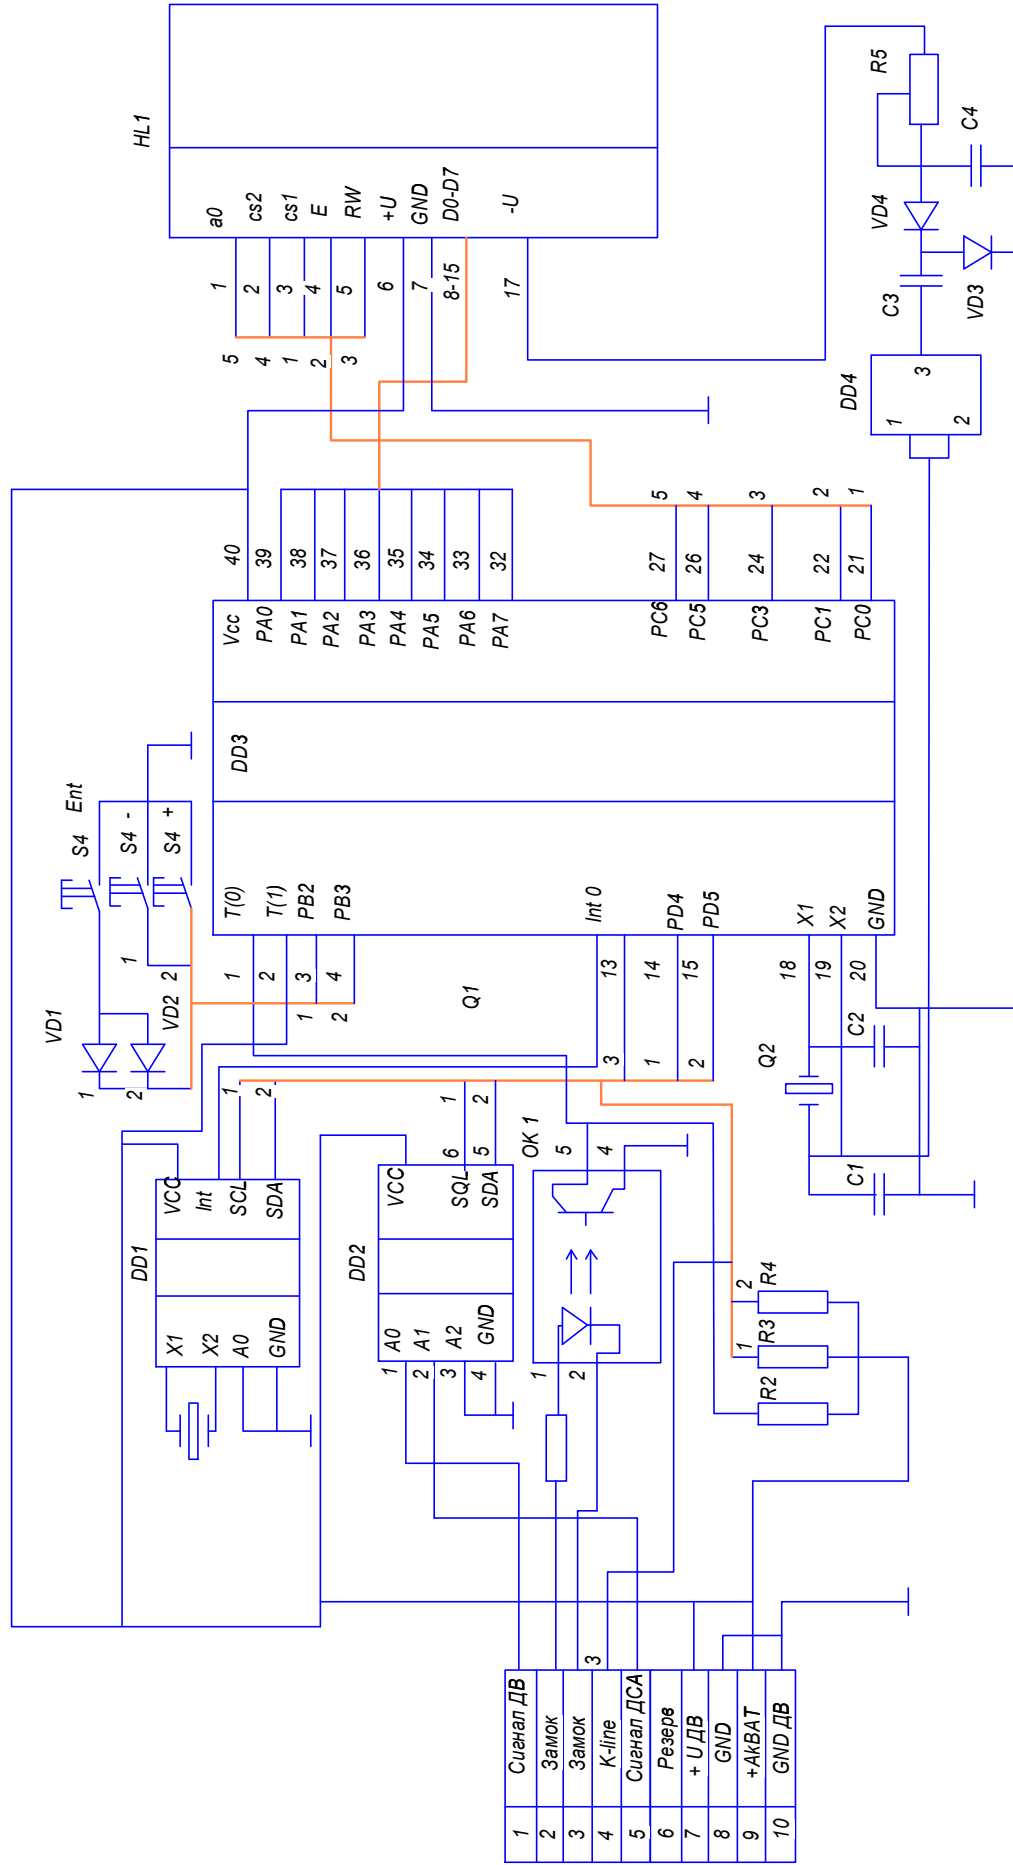 HL1
a0
cs2
cs1
E
RW
+U
GND
D0-D7
-U
1
2
3
4
5
6
7
8-15
17
5
4
1
2
3
R5
C4
VD4
VD3
C3
DD4
1
2
3
40
39
38
37
36
35
34
33
32
27
26
24
22
21
5
4
3
2
1
Vcc
PA0
PA1
PA2
PA3
PA4
PA5
PA6
PA7
PC6
PC5
PC3
PC1
PC0
DD3
T(0)
T(1)
PB2
PB3
Int 0
PD4
PD5
X1
X2
GND
1
2
3
4
13
14
15
18
19
20
S4 Ent
S4 -
S4 +
1
2
VD1
VD2
1
2
1
2
Q1
3
1
2
Q2
C2
C1
1
2
VCC
Int
SCL
SDA
DD1
X1
X2
A0
GND
1
2
6
5
VCC
SQL
SDA
DD2
A0
A1
A2
GND
1
2
3
4
OK 1
5
4
1
2
2
R4
1
R3
R2
3
1 Сигнал ДВ
2 Замок
3 Замок
4 K-line
5 Сигнал ДСА
6 Резерв
7 + U ДВ
8 GND
9 +АКВАТ
10 GND ДВ